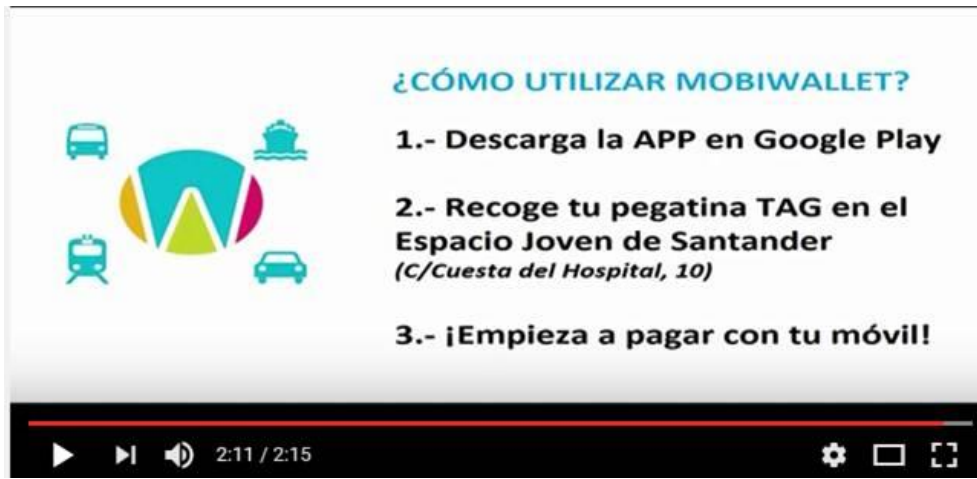 ¿CÓMO UTILIZAR MOBIWALLET?
1.- Descarga la APP en Google Play
2.- Recoge tu pegatina TAG en el
Espacio Joven de Santander
(C/Cuesta del Hospital, 10)
3.- ¡Empieza a pagar con tu móvil!
2:11 / 2:15